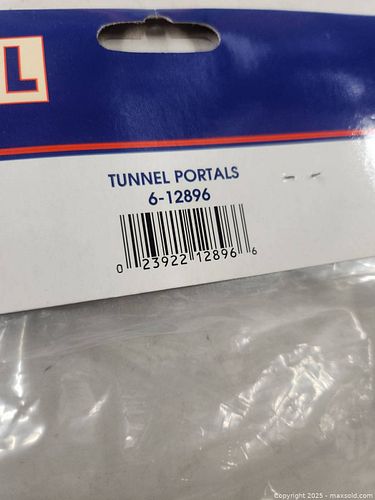 L
TUNNEL PORTALS
6-12896
0 23922 12896 6
Copyright 2025 - maxsold.com